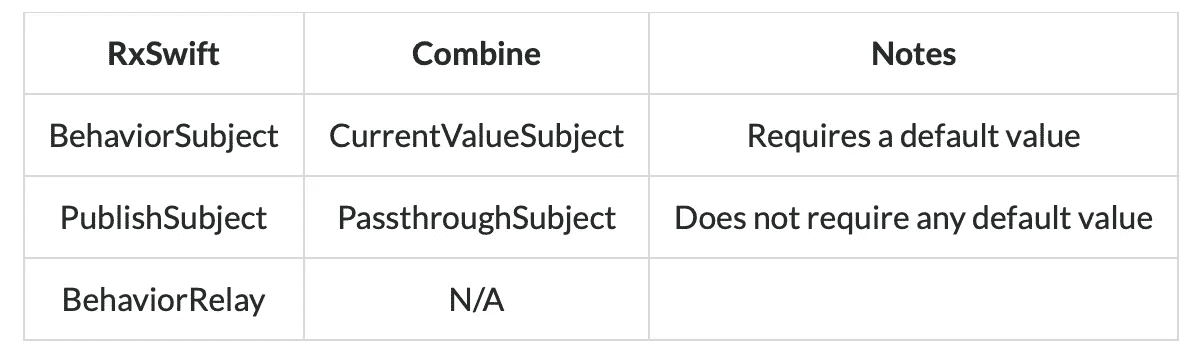 RxSwift Combine Notes
BehaviorSubject CurrentValueSubject Requires a default value
PublishSubject PassthroughSubject Does not require any default value
BehaviorRelay N/A